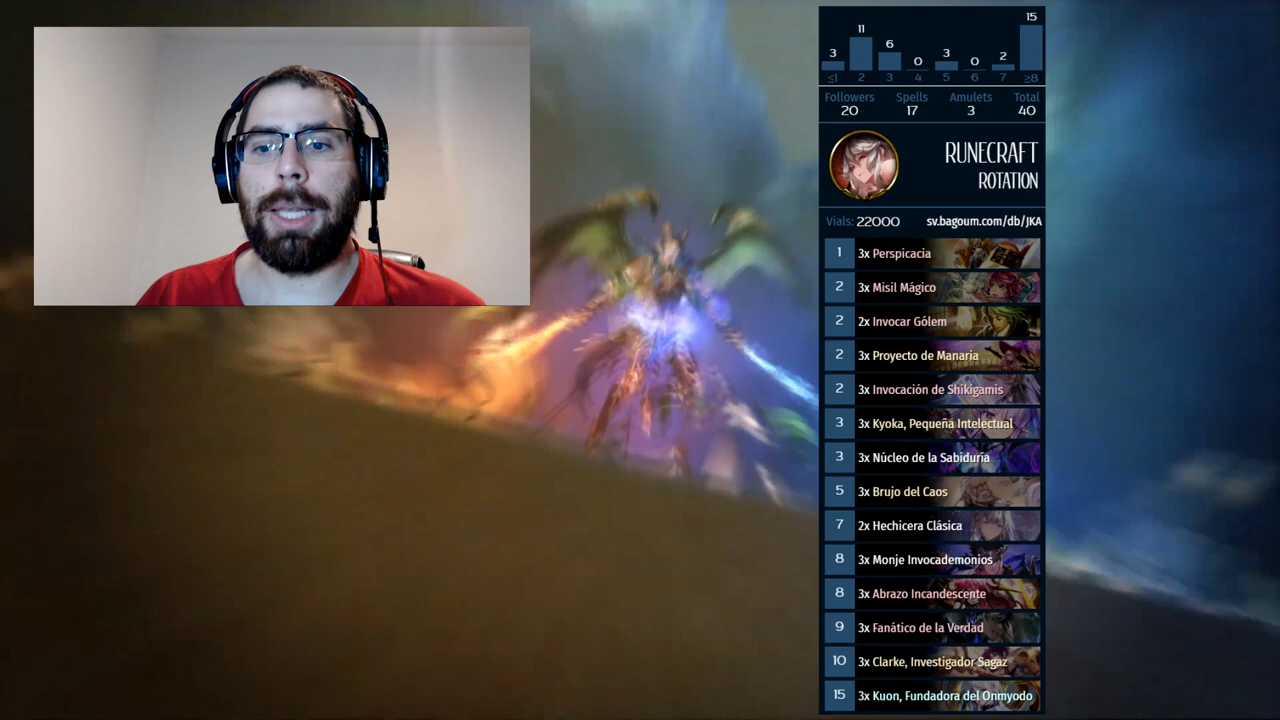 15
11
3
6
0
3
0
2
≤1 2 3 4 5 6 7 ≥8
Followers Spells Amulets Total
20 17 3 40
RUNECRAFT
ROTATION
Vials: 22000 sv.bagoum.com/db/JKA
1 3x Perspicacia
2 3x Misil Mágico
2 2x Invocar Gólem
2 3x Proyecto de Manaria
2 3x Invocación de Shikigamis
3 3x Kyoka, Pequeña Intelectual
3 3x Núcleo de la Sabiduría
5 3x Brujo del Caos
7 2x Hechicera Clásica
8 3x Monje Invocademonios
8 3x Abrazo Incandescente
9 3x Fanático de la Verdad
10 3x Clarke, Investigador Sagaz
15 3x Kuon, Fundadora del Onmyodo